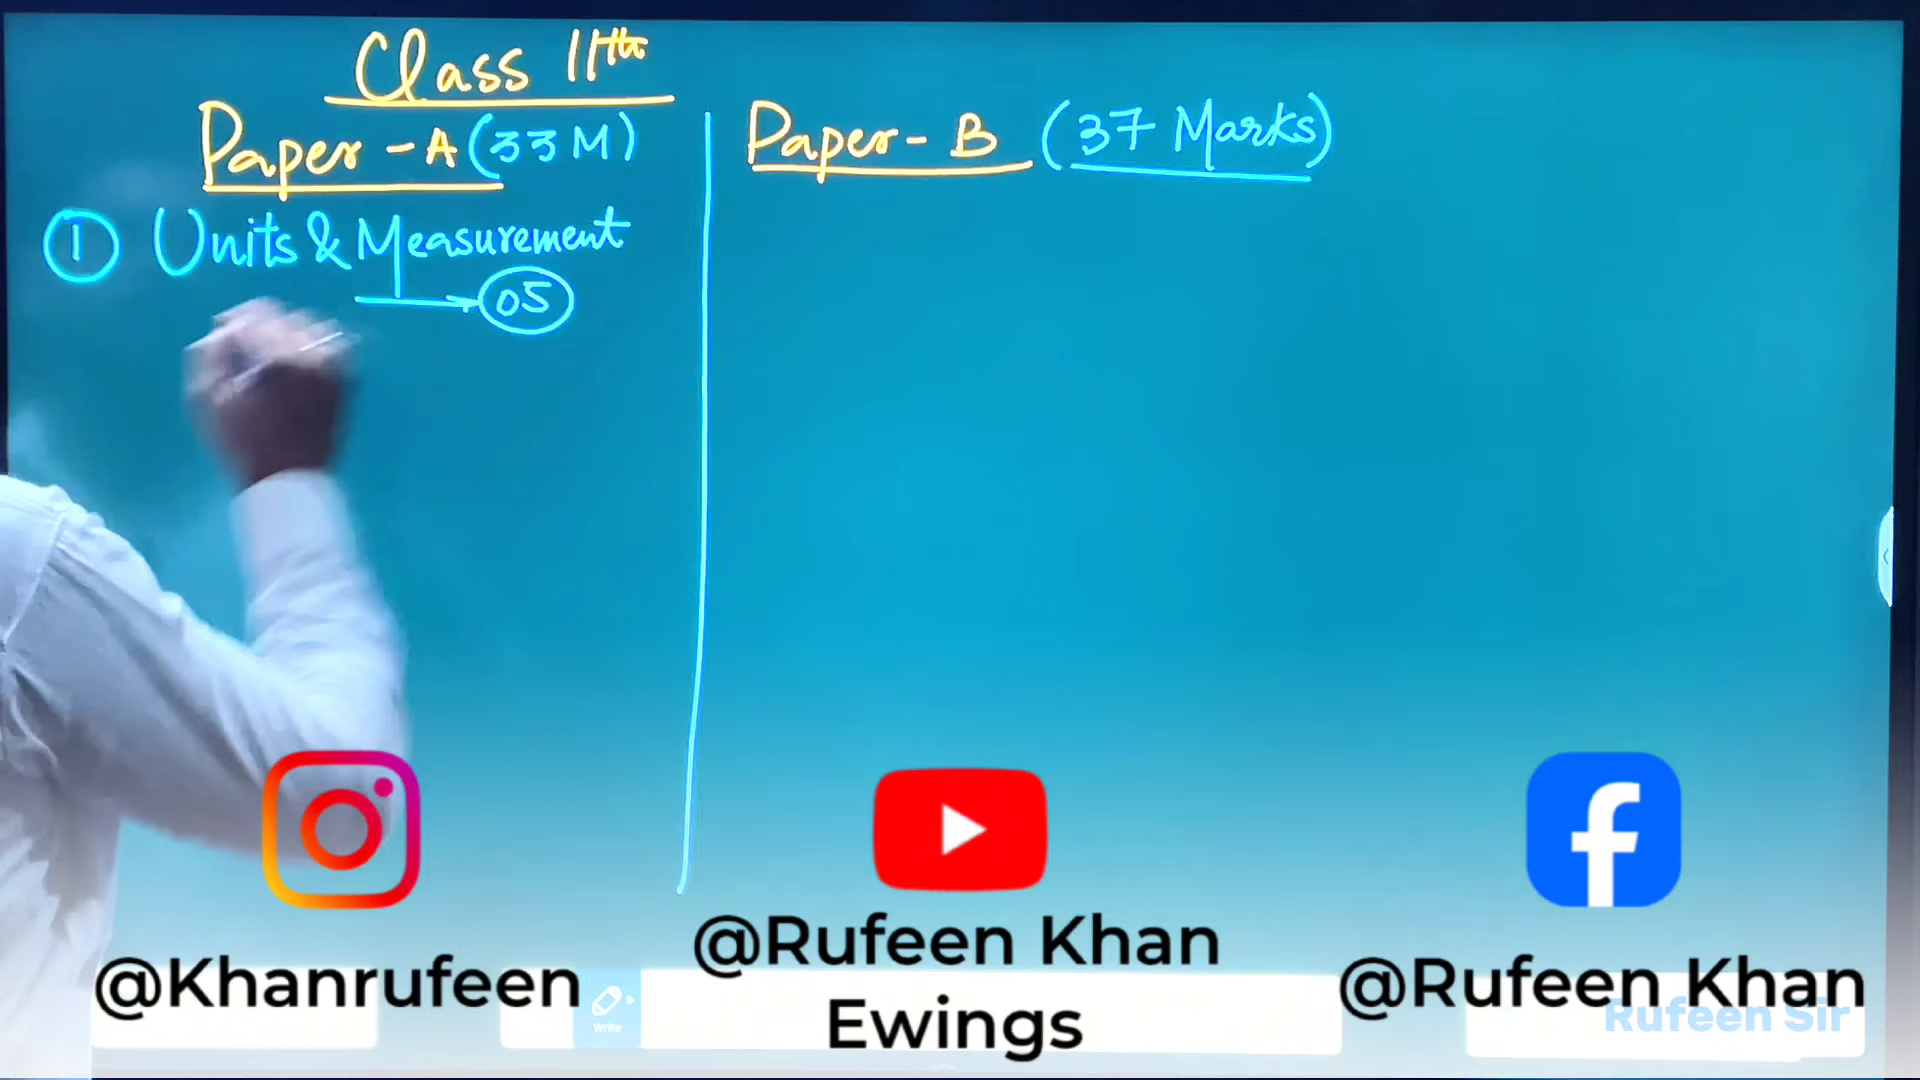 Class 11th
Paper - A (33 M)
Paper - B (37 Marks)
1 Units & Measurement
05
@Khanrufeen
@Rufeen Khan
Ewings
@Rufeen Khan
Write
Rufeen Sir